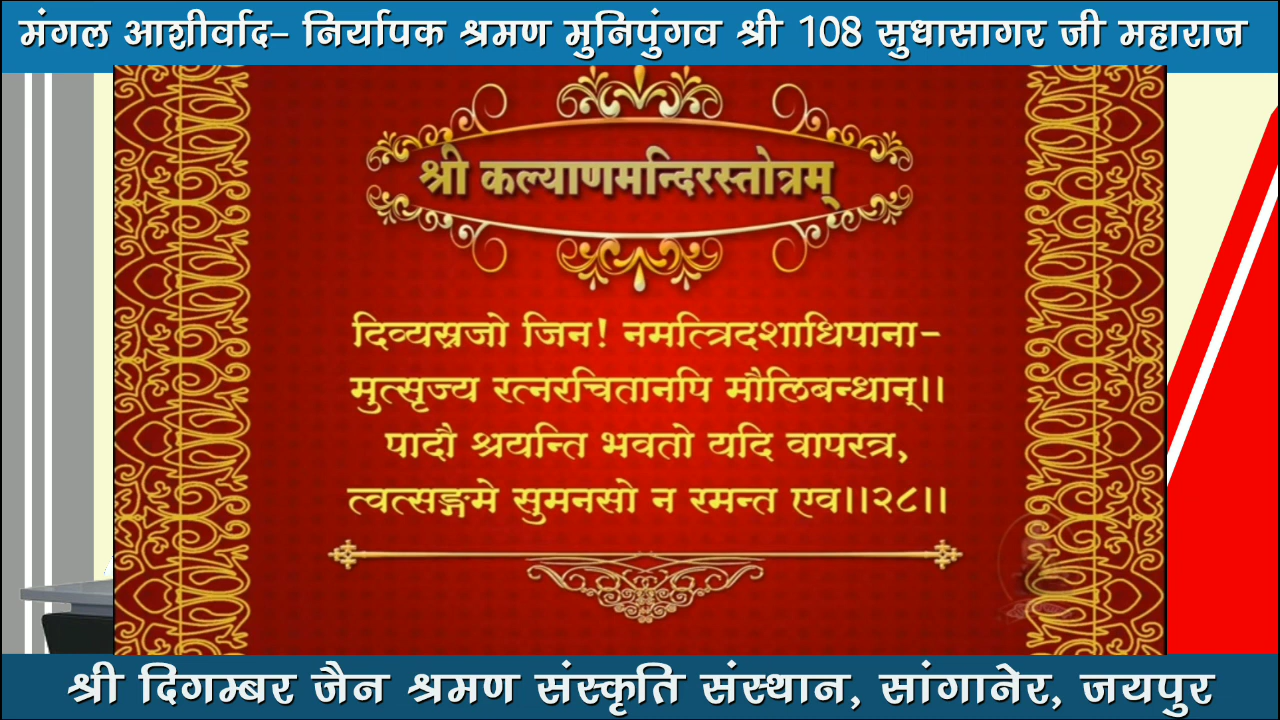 मंगल आशीर्वाद- निर्यापक श्रमण मुनिपुंगव श्री 108 सुधासागर जी महाराज
श्री कल्याणमन्दिरस्तोत्रम्
दिव्यस्रजो जिन! नमत्त्रिदशाधिपाना-
मुत्सृज्य रत्नरचितानपि मौलिबन्धान्।।
पादौ श्रयन्ति भवतो यदि वापरत्र,
त्वत्सङ्गमे सुमनसो न रमन्त एव।।२८।।
श्री दिगम्बर जैन श्रमण संस्कृति संस्थान, सांगानेर, जयपुर